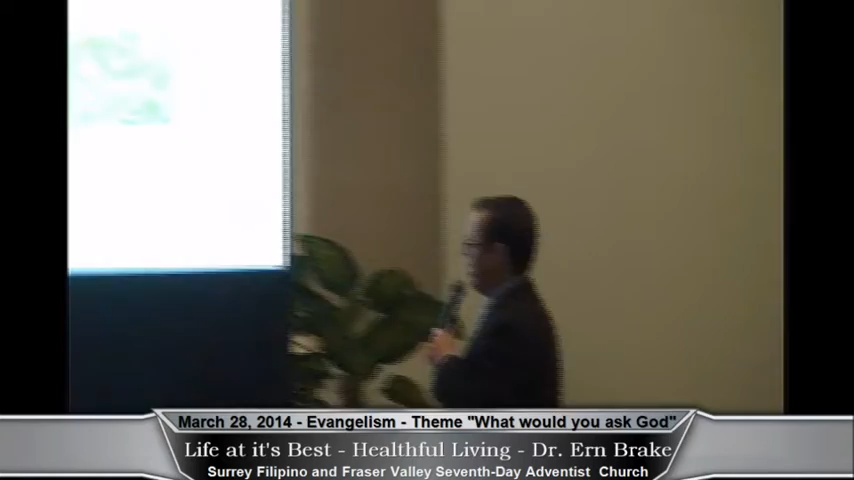 March 28, 2014 - Evangelism - Theme "What would you ask God"
Life at it's Best - Healthful Living - Dr. Ern Brake
Surrey Filipino and Fraser Valley Seventh-Day Adventist Church